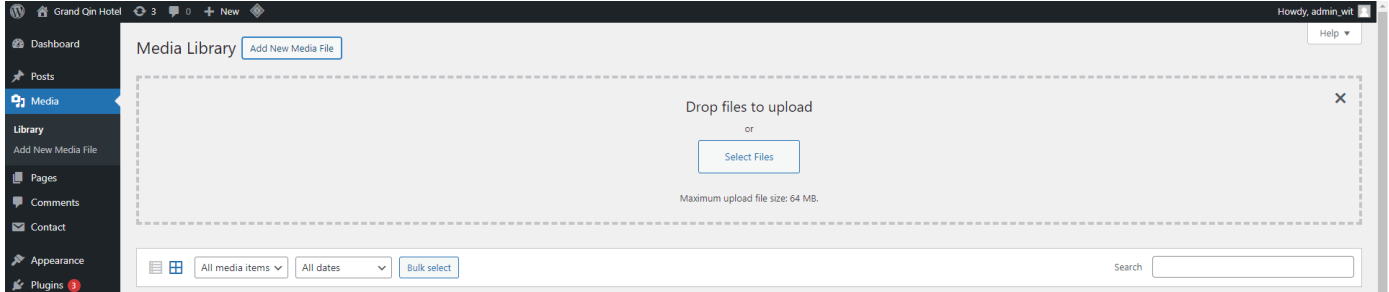 Grand Qin Hotel 3 0 + New Howdy, admin_wit
Help ▼
Dashboard
Media Library Add New Media File
Posts
Media
Library
Add New Media File
Pages
Comments
Contact
Appearance
Plugins 3
Drop files to upload
or
Select Files
Maximum upload file size: 64 MB.
All media items All dates Bulk select Search